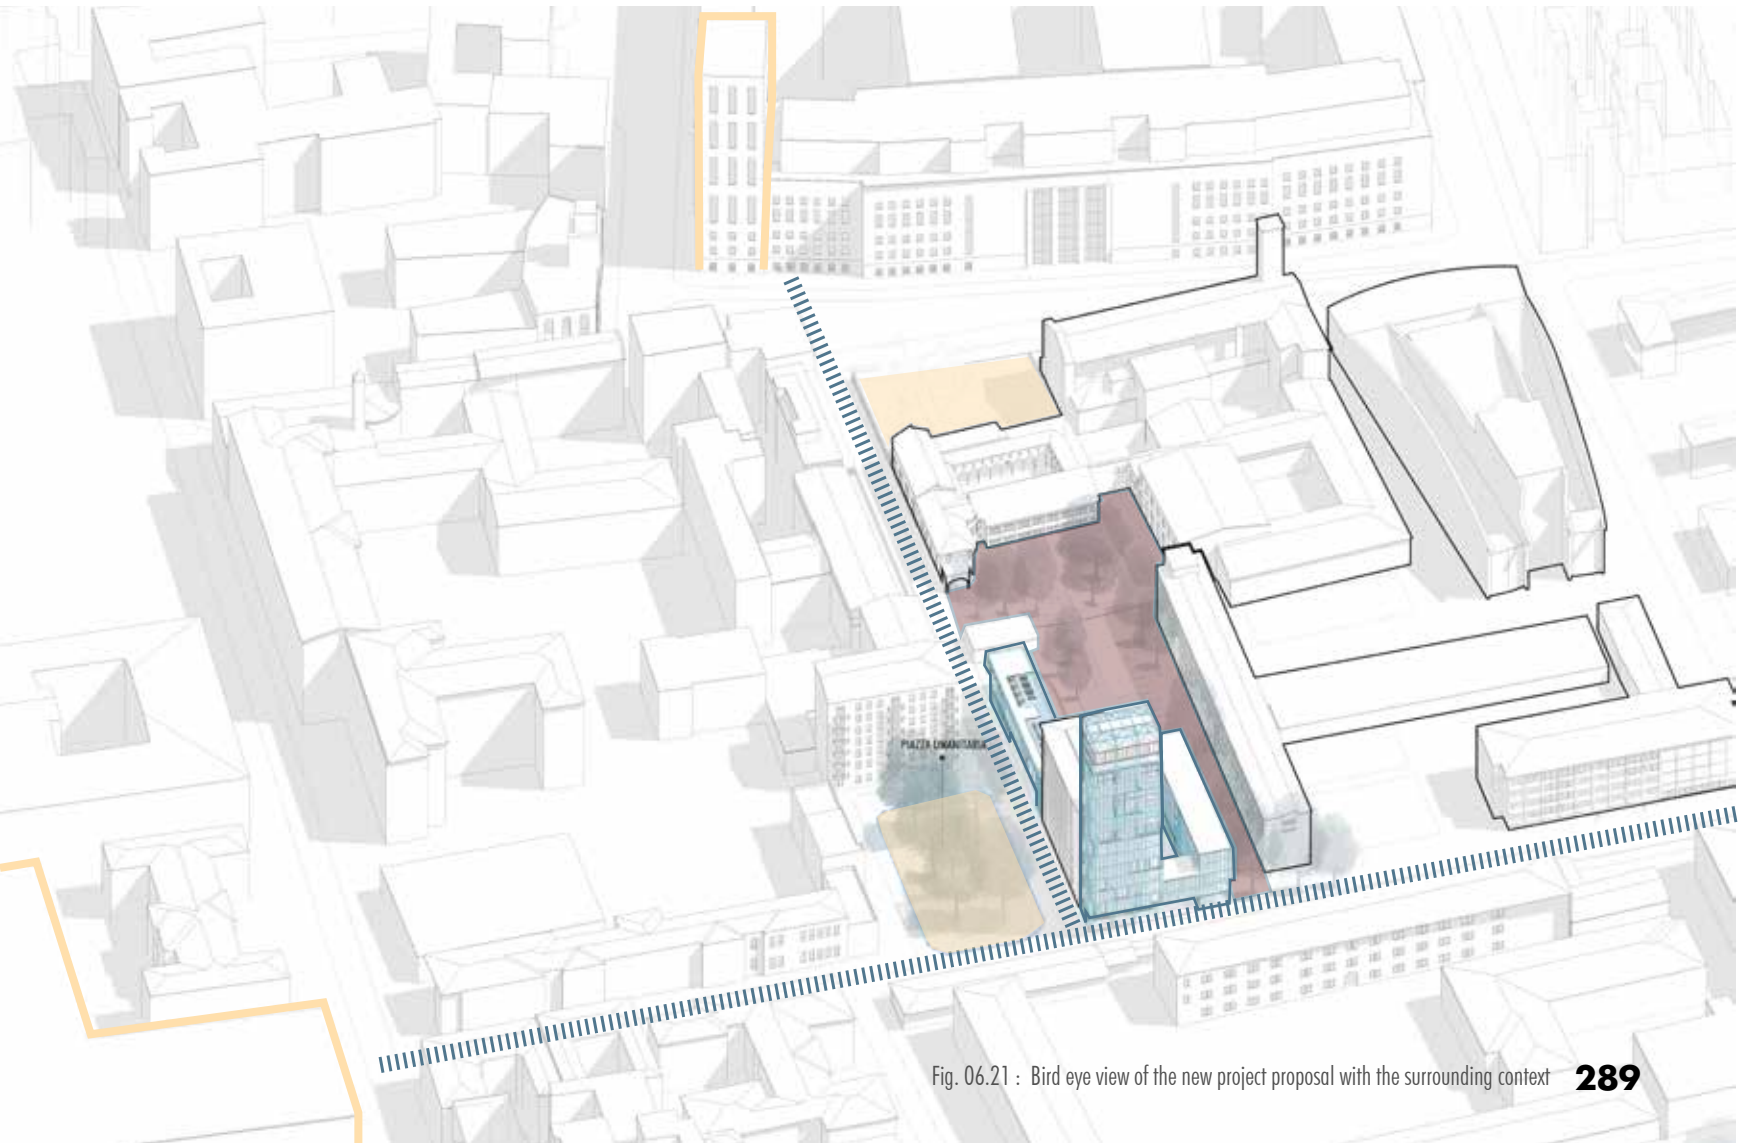 PIAZZA UMANITARIA
Fig. 06.21 : Bird eye view of the new project proposal with the surrounding context 289